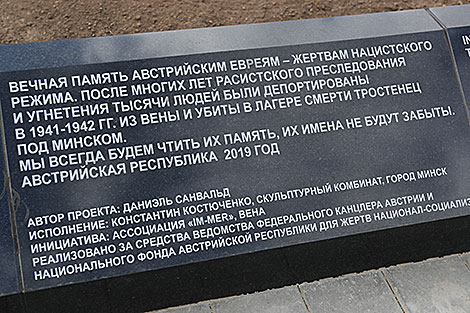 ВЕЧНАЯ ПАМЯТЬ АВСТРИЙСКИМ ЕВРЕЯМ – ЖЕРТВАМ НАЦИСТСКОГО
РЕЖИМА. ПОСЛЕ МНОГИХ ЛЕТ РАСИСТСКОГО ПРЕСЛЕДОВАНИЯ
И УГНЕТЕНИЯ ТЫСЯЧИ ЛЮДЕЙ БЫЛИ ДЕПОРТИРОВАНЫ
В 1941-1942 ГГ. ИЗ ВЕНЫ И УБИТЫ В ЛАГЕРЕ СМЕРТИ ТРОСТЕНЕЦ
ПОД МИНСКОМ.
МЫ ВСЕГДА БУДЕМ ЧТИТЬ ИХ ПАМЯТЬ, ИХ ИМЕНА НЕ БУДУТ ЗАБЫТЫ.
АВСТРИЙСКАЯ РЕСПУБЛИКА 2019 ГОД
АВТОР ПРОЕКТА: ДАНИЭЛЬ САНВАЛЬД
ИСПОЛНЕНИЕ: КОНСТАНТИН КОСТЮЧЕНКО, СКУЛЬПТУРНЫЙ КОМБИНАТ, ГОРОД МИНСК
ИНИЦИАТИВА: АССОЦИАЦИЯ «IM-MER», ВЕНА
РЕАЛИЗОВАНО ЗА СРЕДСТВА ВЕДОМСТВА ФЕДЕРАЛЬНОГО КАНЦЛЕРА АВСТРИИ И
НАЦИОНАЛЬНОГО ФОНДА АВСТРИЙСКОЙ РЕСПУБЛИКИ ДЛЯ ЖЕРТВ НАЦИОНАЛ-СОЦИАЛИЗ